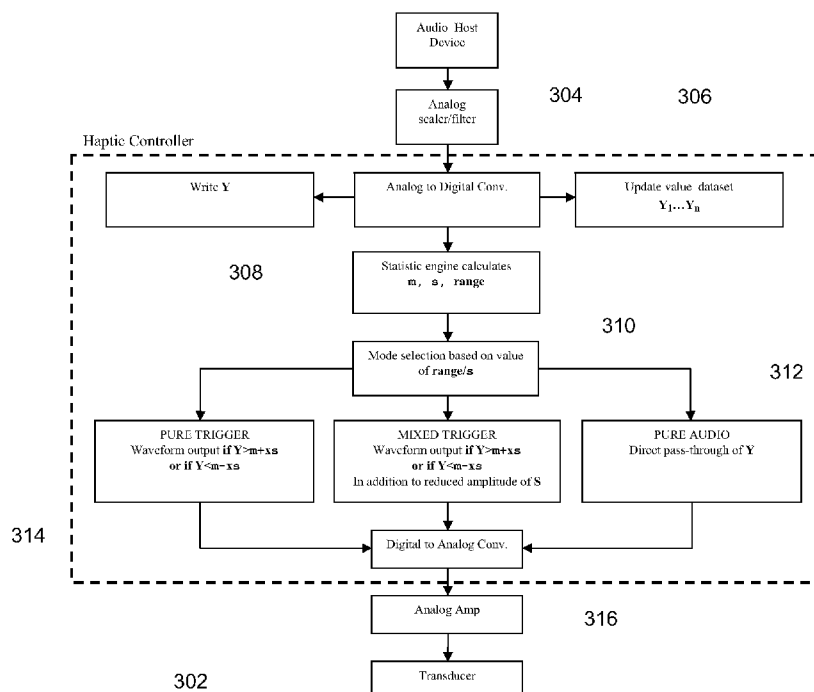 Audio Host
Device
Analog
scaler/filter
304
306
Haptic Controller
Write Y
Analog to Digital Conv.
Update value dataset
Y₁...Yₙ
308
Statistic engine calculates
m, s, range
310
Mode selection based on value
of range/s
312
PURE TRIGGER
Waveform output if Y>m+xs
or if Y<m-xs
MIXED TRIGGER
Waveform output if Y>m+xs
or if Y<m-xs
In addition to reduced amplitude of S
PURE AUDIO
Direct pass-through of Y
314
Digital to Analog Conv.
Analog Amp
316
Transducer
302